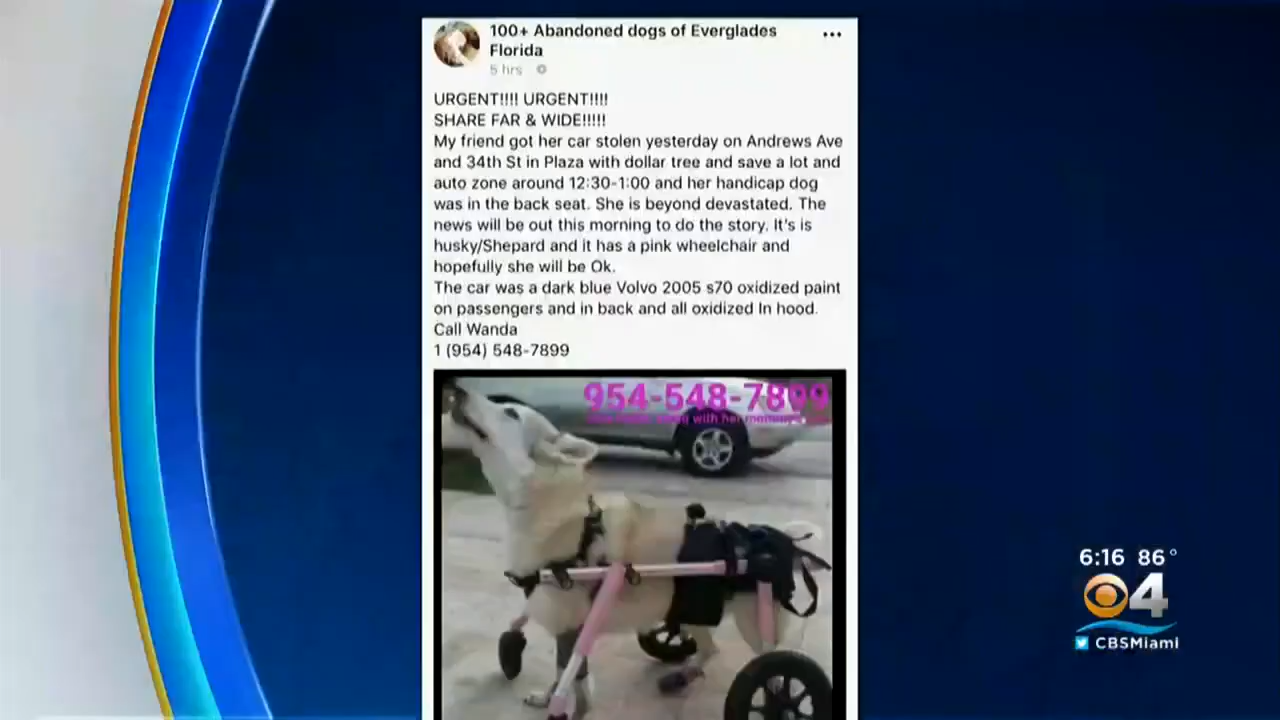 100+ Abandoned dogs of Everglades
Florida
5 hrs
URGENT!!!! URGENT!!!!
SHARE FAR & WIDE!!!!!
My friend got her car stolen yesterday on Andrews Ave
and 34th St in Plaza with dollar tree and save a lot and
auto zone around 12:30-1:00 and her handicap dog
was in the back seat. She is beyond devastated. The
news will be out this morning to do the story. It's is
husky/Shepard and it has a pink wheelchair and
hopefully she will be Ok.
The car was a dark blue Volvo 2005 s70 oxidized paint
on passengers and in back and all oxidized In hood.
Call Wanda
1 (954) 548-7899
954-548-7899
along with her mommy's
6:16 86°
4
CBSMiami